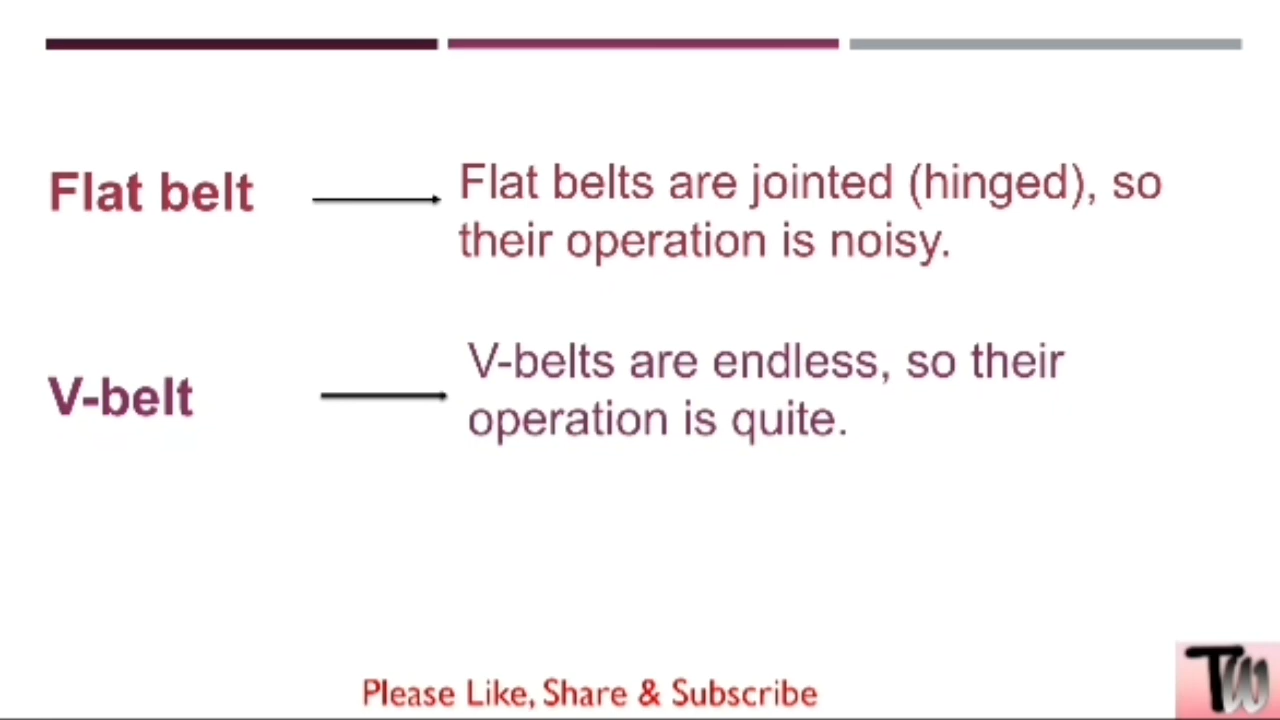 Flat belt
Flat belts are jointed (hinged), so
their operation is noisy.
V-belt
V-belts are endless, so their
operation is quite.
Please Like, Share & Subscribe
TW